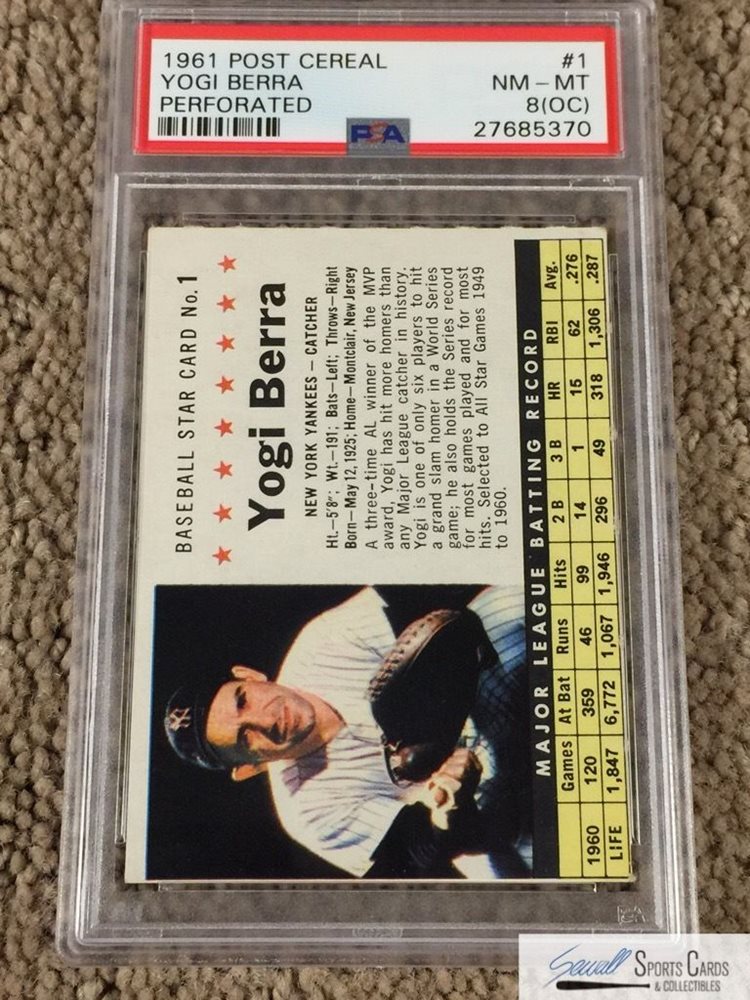 1961 POST CEREAL #1
YOGI BERRA NM - MT
PERFORATED 8(OC)
PSA 27685370
BASEBALL STAR CARD No. 1
Yogi Berra
NEW YORK YANKEES – CATCHER
Ht.–5'8"; Wt.–191; Bats–Left; Throws–Right
Born–May 12, 1925; Home–Montclair, New Jersey
A three-time AL winner of the MVP
award, Yogi has hit more homers than
any Major League catcher in history.
Yogi is one of only six players to hit
a grand slam homer in a World Series
game; he also holds the Series record
for most games played and for most
hits. Selected to All Star Games 1949
to 1960.
NY
MAJOR LEAGUE BATTING RECORD
Games At Bat Runs Hits 2 B 3 B HR RBI Avg.
1960 120 359 46 99 14 1 15 62 .276
LIFE 1,847 6,772 1,067 1,946 296 49 318 1,306 .287
Sewall SPORTS CARDS
& COLLECTIBLES